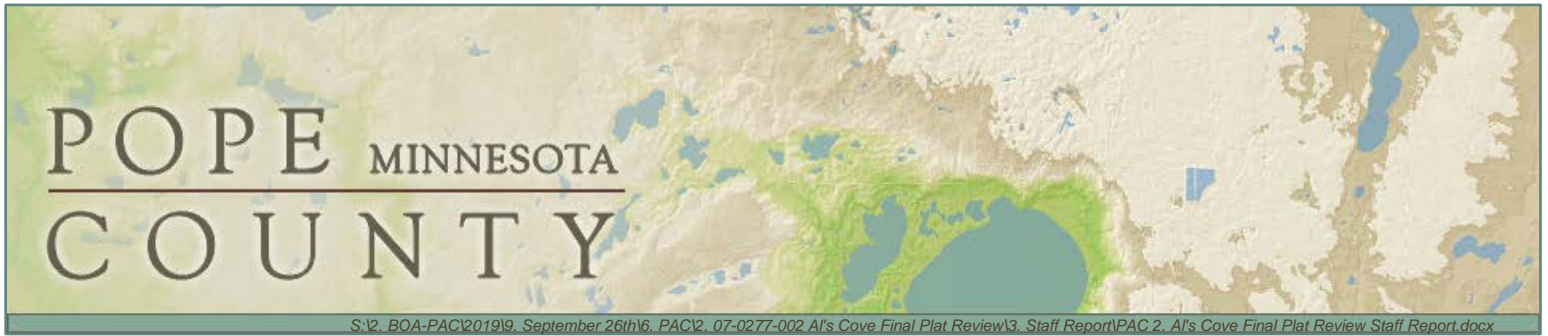 POPE MINNESOTA
COUNTY
S:\2. BOA-PAC\2019\9. September 26th\6. PAC\2. 07-0277-002 Al's Cove Final Plat Review\3. Staff Report\PAC 2. Al's Cove Final Plat Review Staff Report.docx